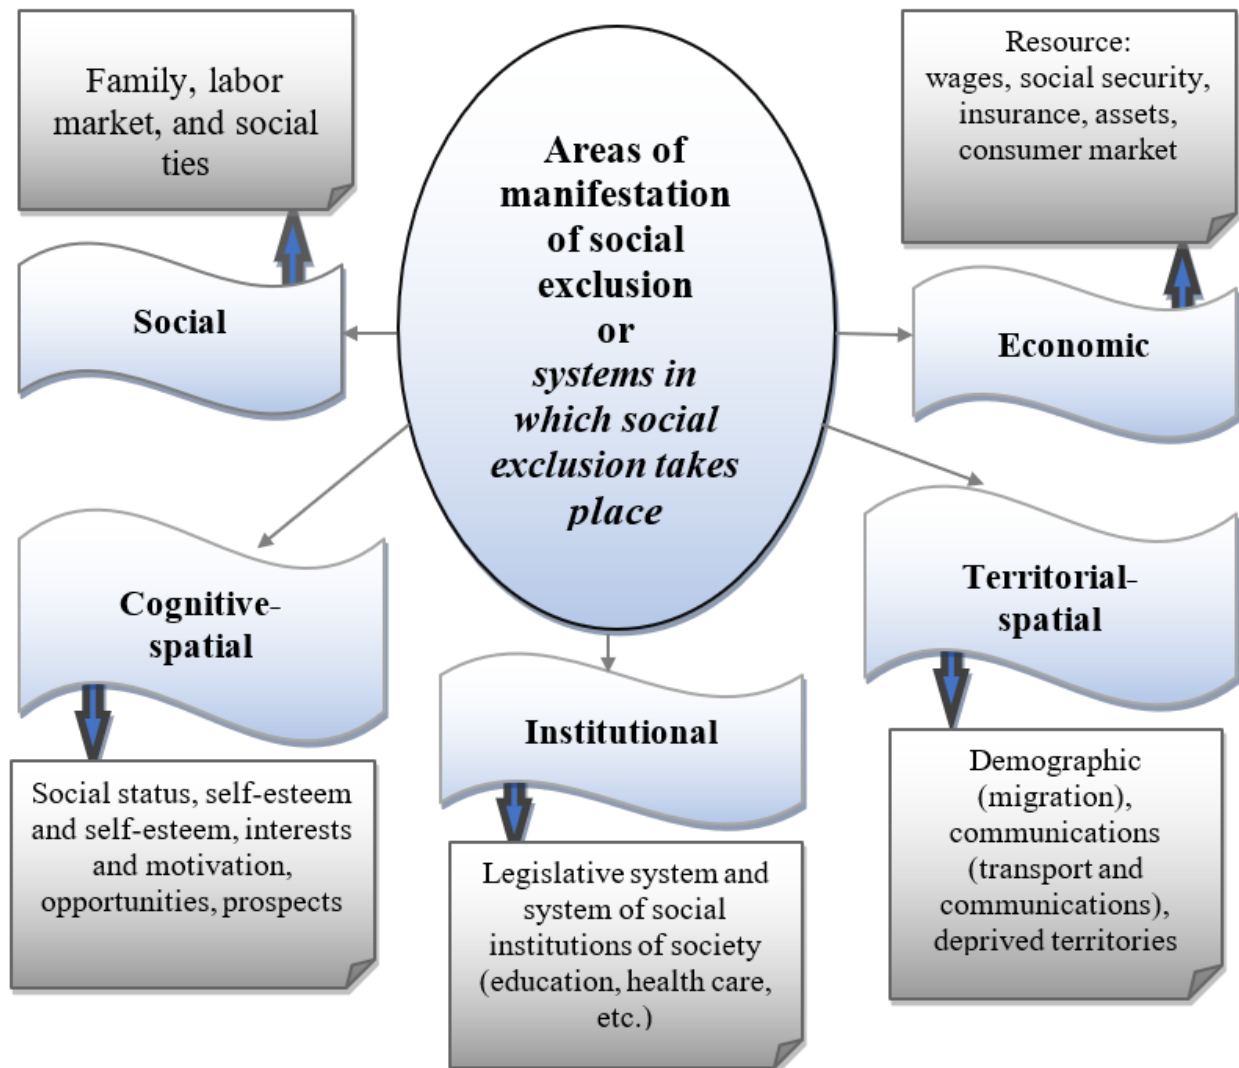 Family, labor
market, and social
ties
Resource:
wages, social security,
insurance, assets,
consumer market
Areas of
manifestation
of social
exclusion
or
systems in
which social
exclusion takes
place
Social
Economic
Cognitive-
spatial
Territorial-
spatial
Institutional
Social status, self-esteem
and self-esteem, interests
and motivation,
opportunities, prospects
Legislative system and
system of social
institutions of society
(education, health care,
etc.)
Demographic
(migration),
communications
(transport and
communications),
deprived territories